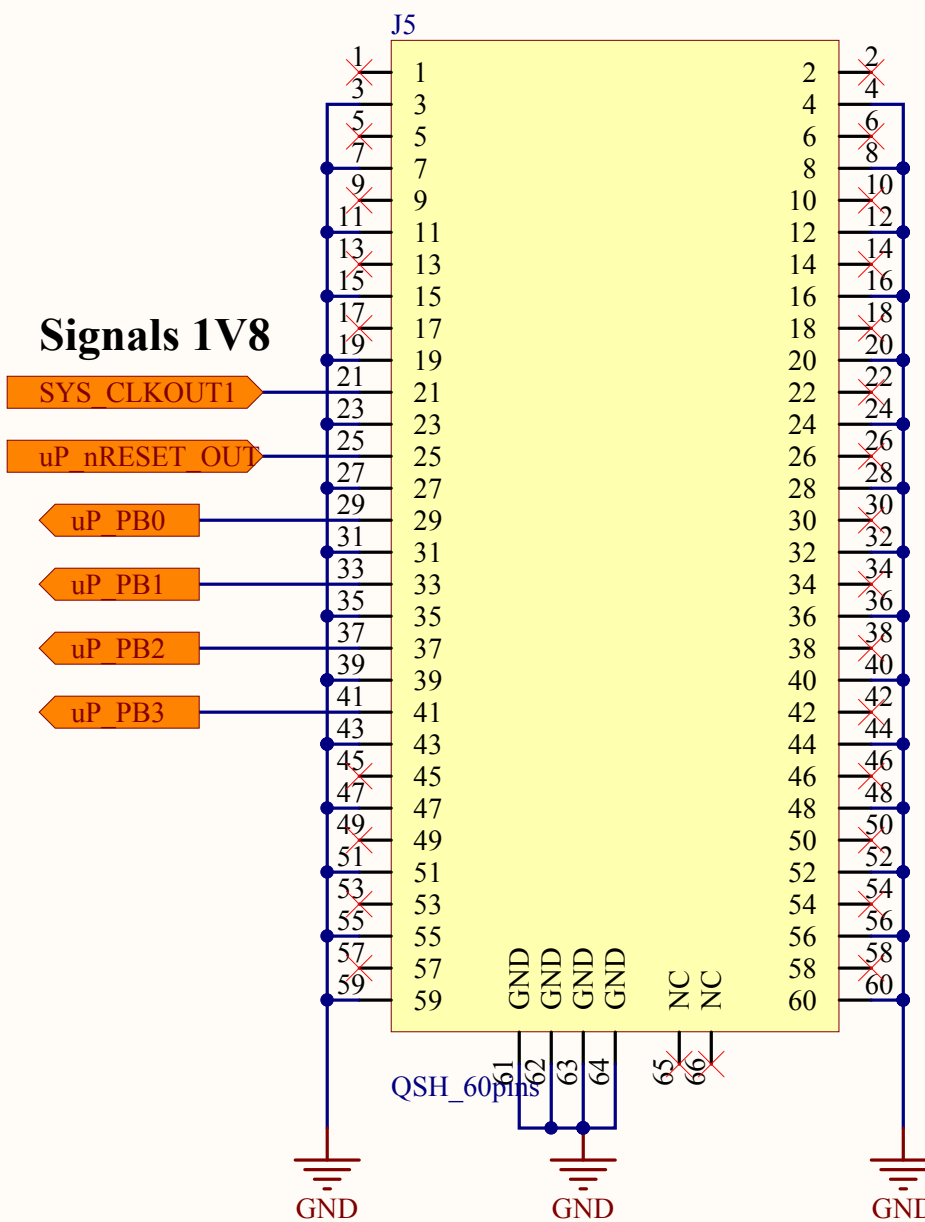 J5
1 1 2 2
3 3 4 4
5 5 6 6
7 7 8 8
9 9 10 10
11 11 12 12
13 13 14 14
15 15 16 16
17 17 18 18
Signals 1V8
19 19 20 20
SYS_CLKOUT1 21 21 22 22
23 23 24 24
uP_nRESET_OUT 25 25 26 26
27 27 28 28
uP_PB0 29 29 30 30
31 31 32 32
uP_PB1 33 33 34 34
35 35 36 36
uP_PB2 37 37 38 38
39 39 40 40
uP_PB3 41 41 42 42
43 43 44 44
45 45 46 46
47 47 48 48
49 49 50 50
51 51 52 52
53 53 54 54
55 55 56 56
57 57 58 58
59 59 60 60
GND GND GND GND NC NC
61 62 63 64 65 66
QSH_60pins
GND GND GND